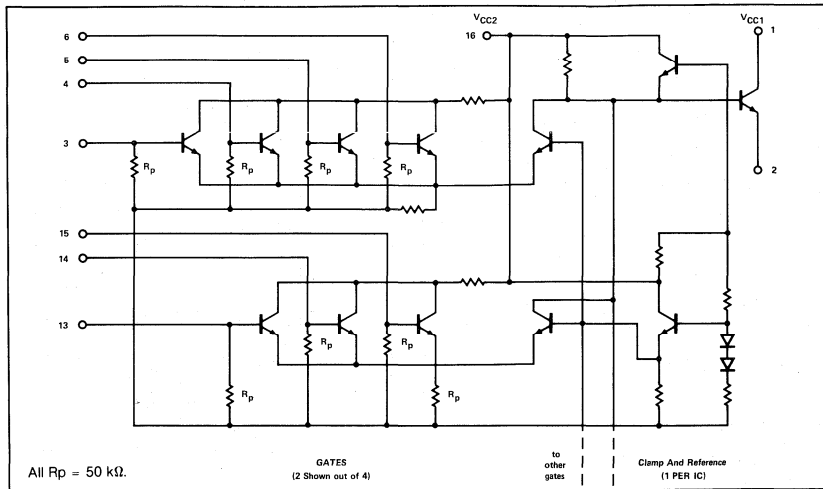 VCC2
VCC1
6
16
1
5
4
3
Rp
Rp
Rp
Rp
2
15
14
13
Rp
Rp
Rp
Rp
All Rp = 50 kΩ.
GATES
(2 Shown out of 4)
to
other
gates
Clamp And Reference
(1 PER IC)